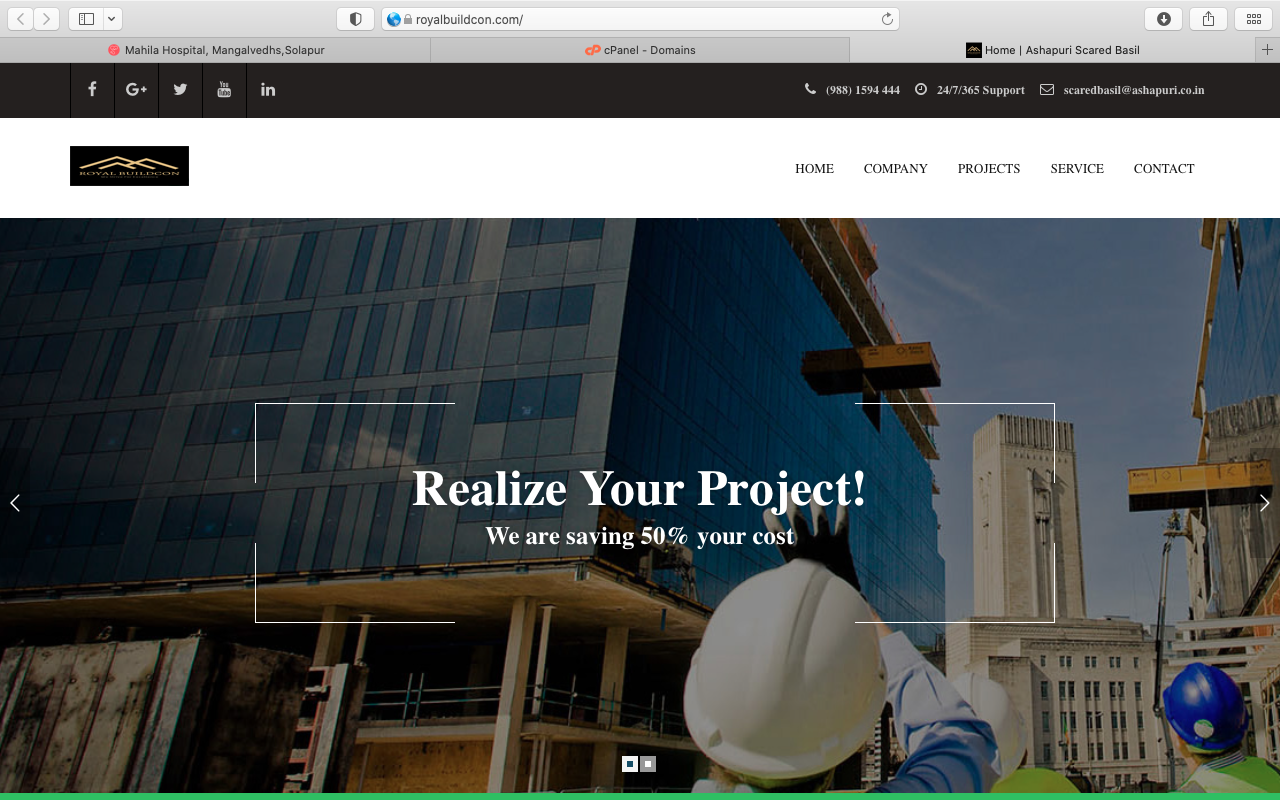 royalbuildcon.com/
Mahila Hospital, Mangalvedhs,Solapur
cPanel - Domains
Home | Ashapuri Scared Basil
You
Tube
(988) 1594 444
24/7/365 Support
scaredbasil@ashapuri.co.in
ROYAL BUILDCON
HOME
COMPANY
PROJECTS
SERVICE
CONTACT
Realize Your Project!
We are saving 50% your cost